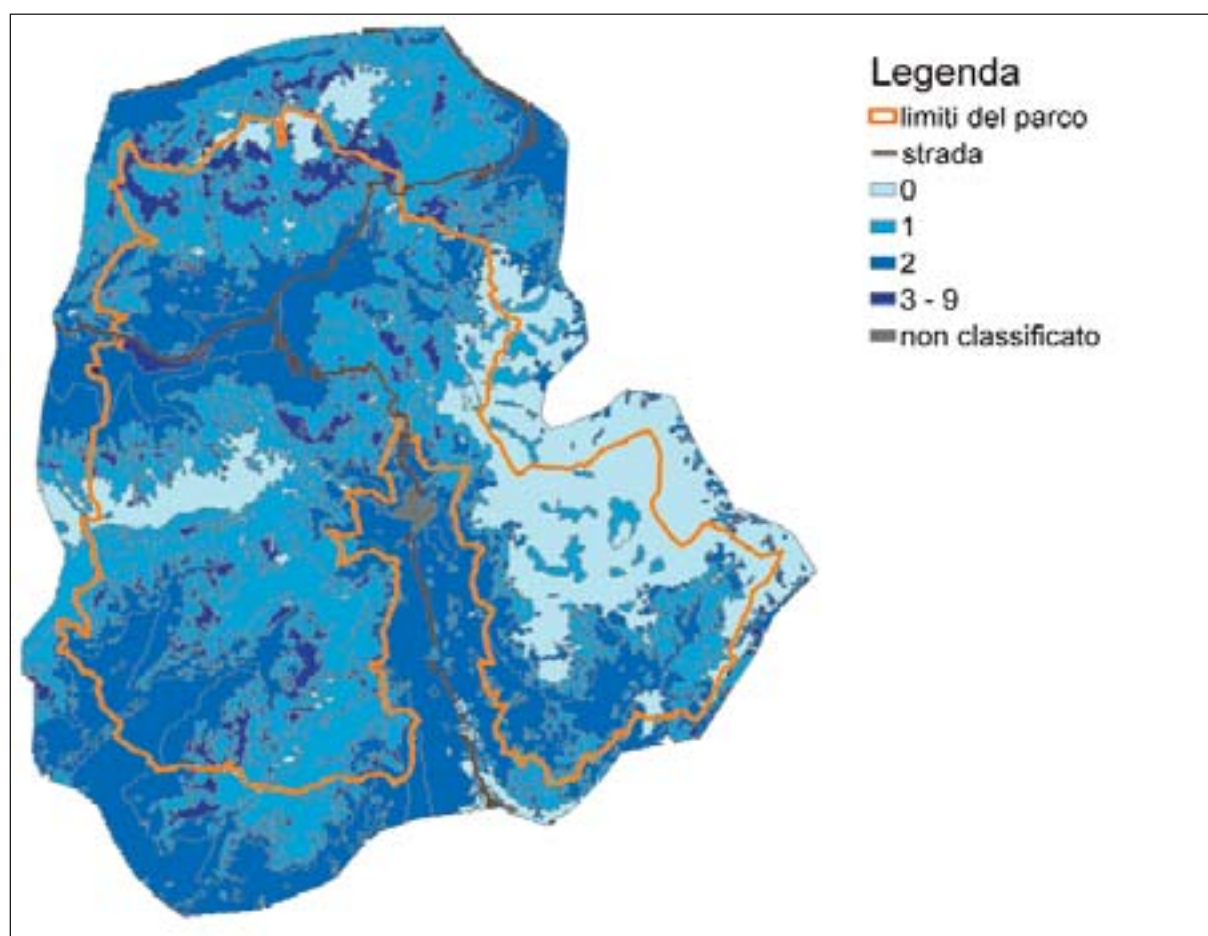 Legenda
limiti del parco
strada
0
1
2
3 - 9
non classificato